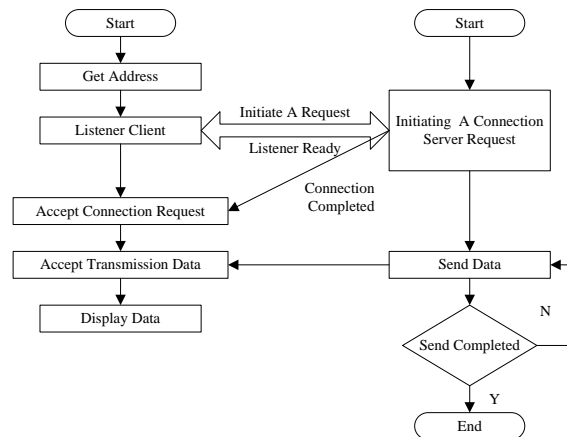 Start
Start
Get Address
Initiate A Request
Listener Client
Initiating A Connection
Server Request
Listener Ready
Connection
Completed
Accept Connection Request
Accept Transmission Data
Send Data
Display Data
N
Send Completed
Y
End